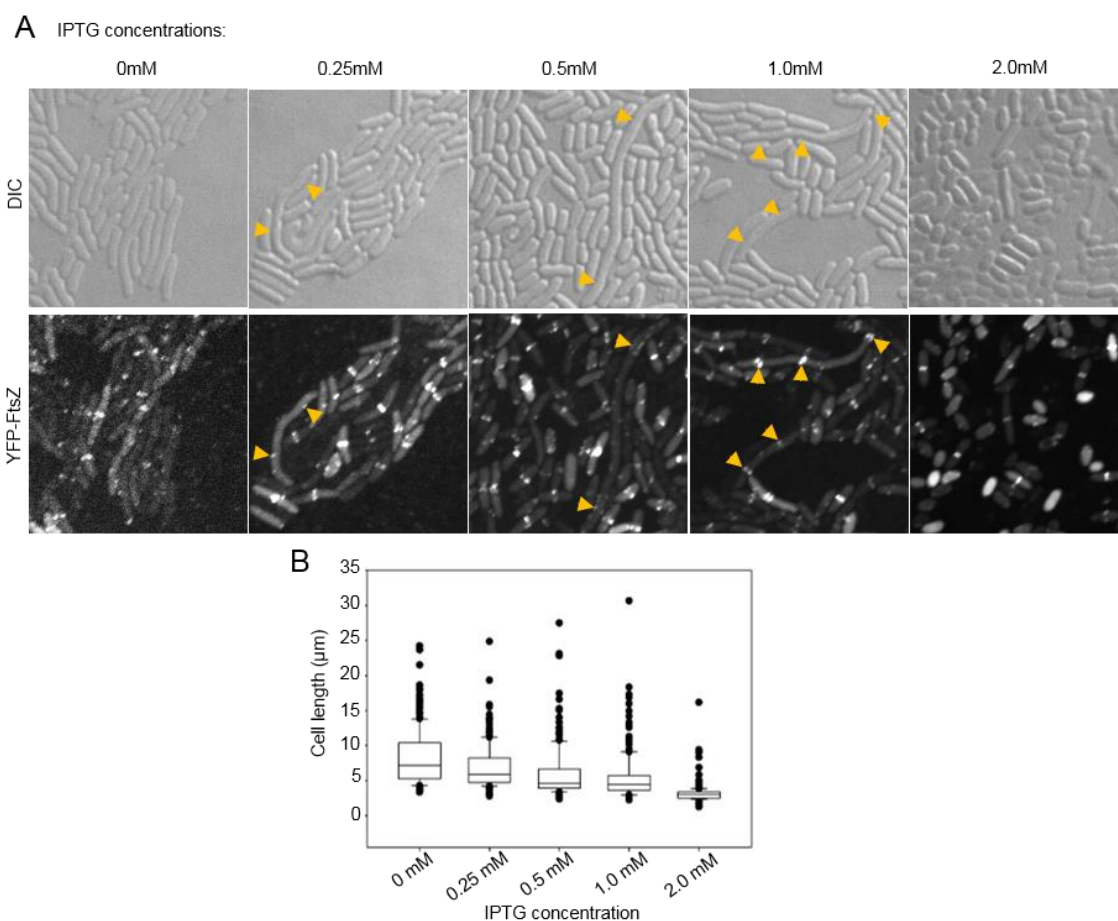 A IPTG concentrations:
0mM 0.25mM 0.5mM 1.0mM 2.0mM
DIC
YFP-FtsZ
B
35
30
25
20
15
10
5
0
Cell length (μm)
0 mM 0.25 mM 0.5 mM 1.0 mM 2.0 mM
IPTG concentration